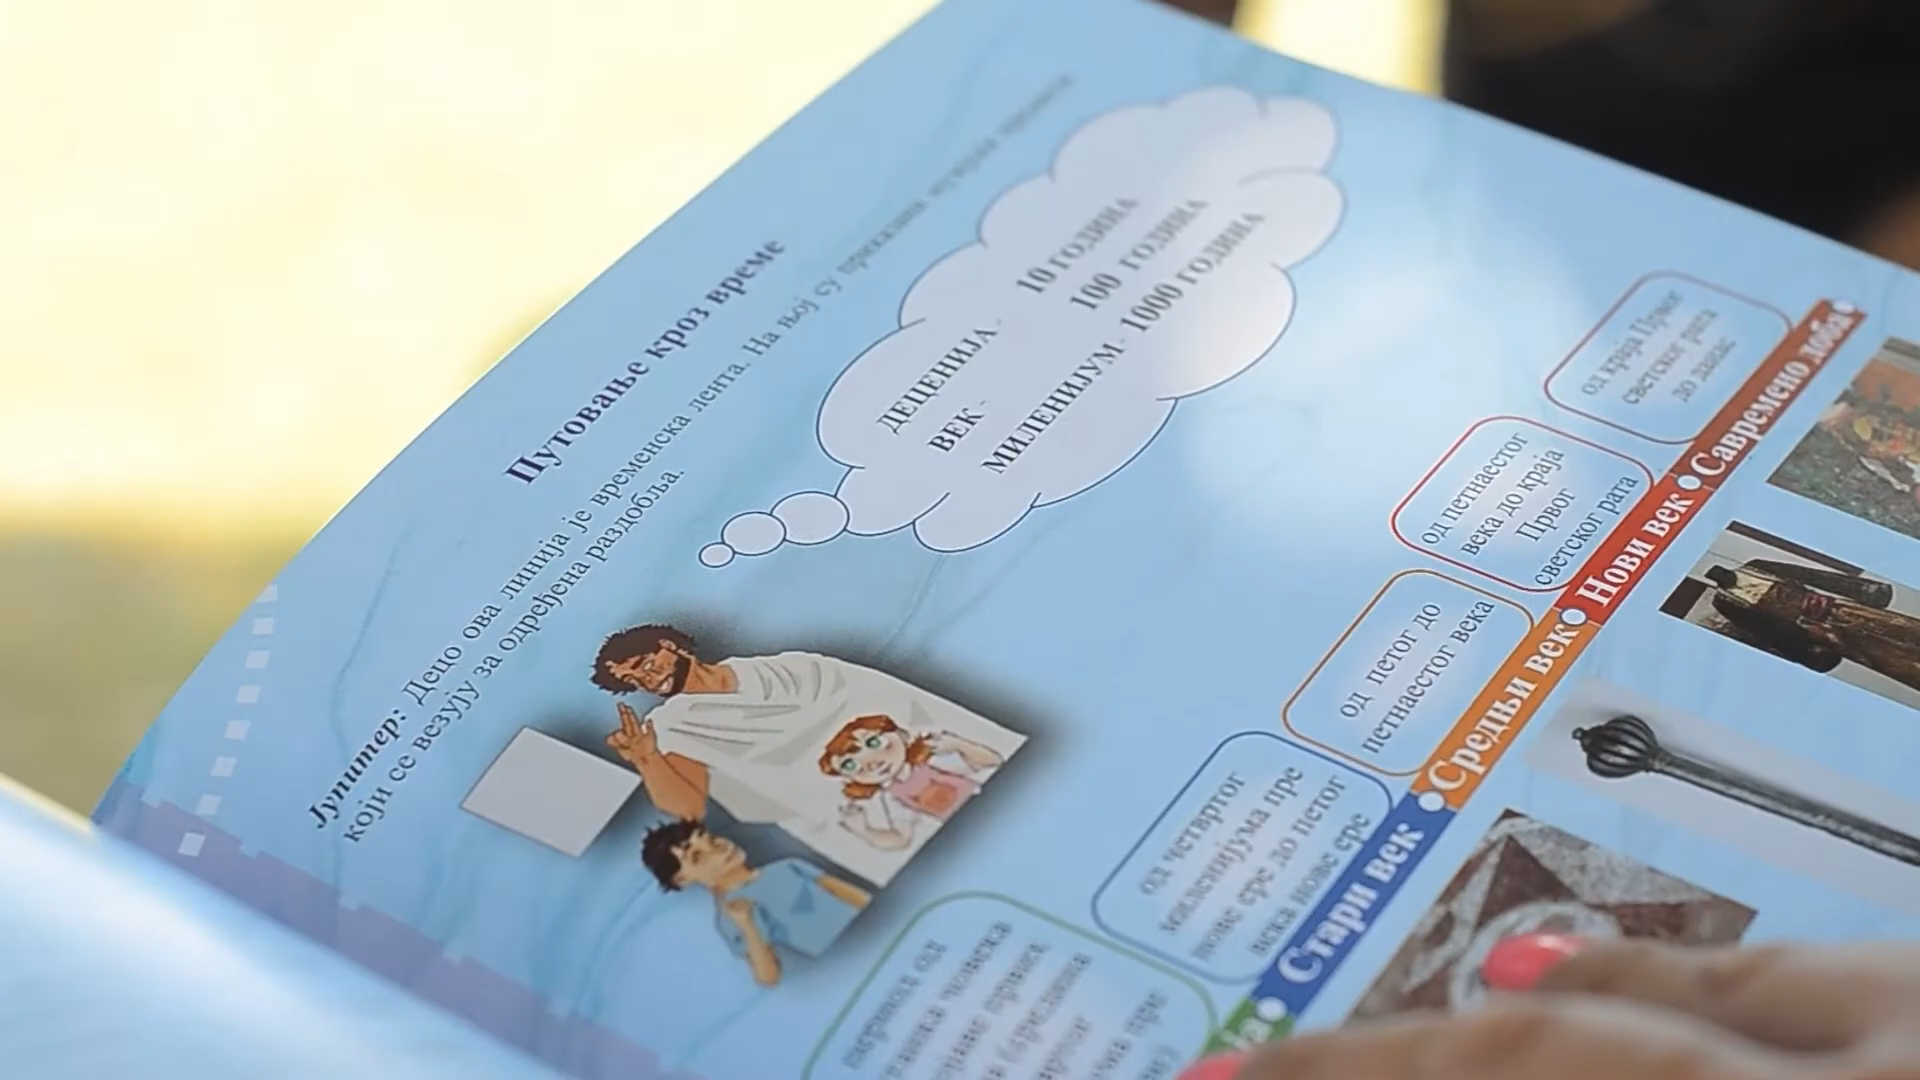 Путовање кроз време
Јупитер: Децо ова линија је временска лента. На њој су приказани
који се везују за одређена раздобља.
ДЕЦЕНИЈА - 10 ГОДИНА
ВЕК - 100 ГОДИНА
МИЛЕНИЈУМ - 1000 ГОДИНА
од краја Првог
светског рата
до данас
Савремено доба
од петнаестог
века до краја
Првог
светског рата
Нови век
од петог до
петнаестог века
Средњи век
од четвртог
миленијума пре
нове ере до петог
века нове ере
Стари век
период од